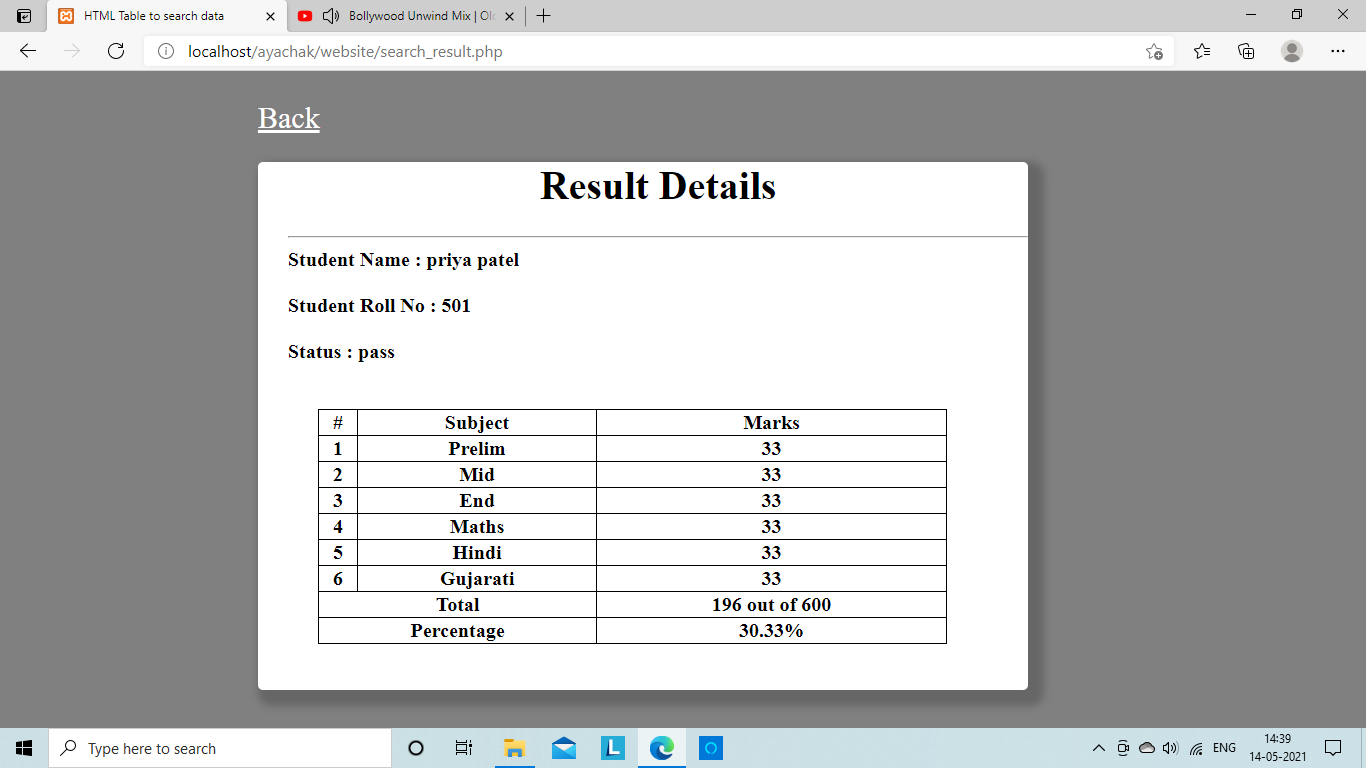 HTML Table to search data
Bollywood Unwind Mix | Ol
localhost/ayachak/website/search_result.php
Back
Result Details
Student Name : priya patel
Student Roll No : 501
Status : pass
# Subject Marks
1 Prelim 33
2 Mid 33
3 End 33
4 Maths 33
5 Hindi 33
6 Gujarati 33
Total 196 out of 600
Percentage 30.33%
Type here to search
L
ENG
14:39
14-05-2021